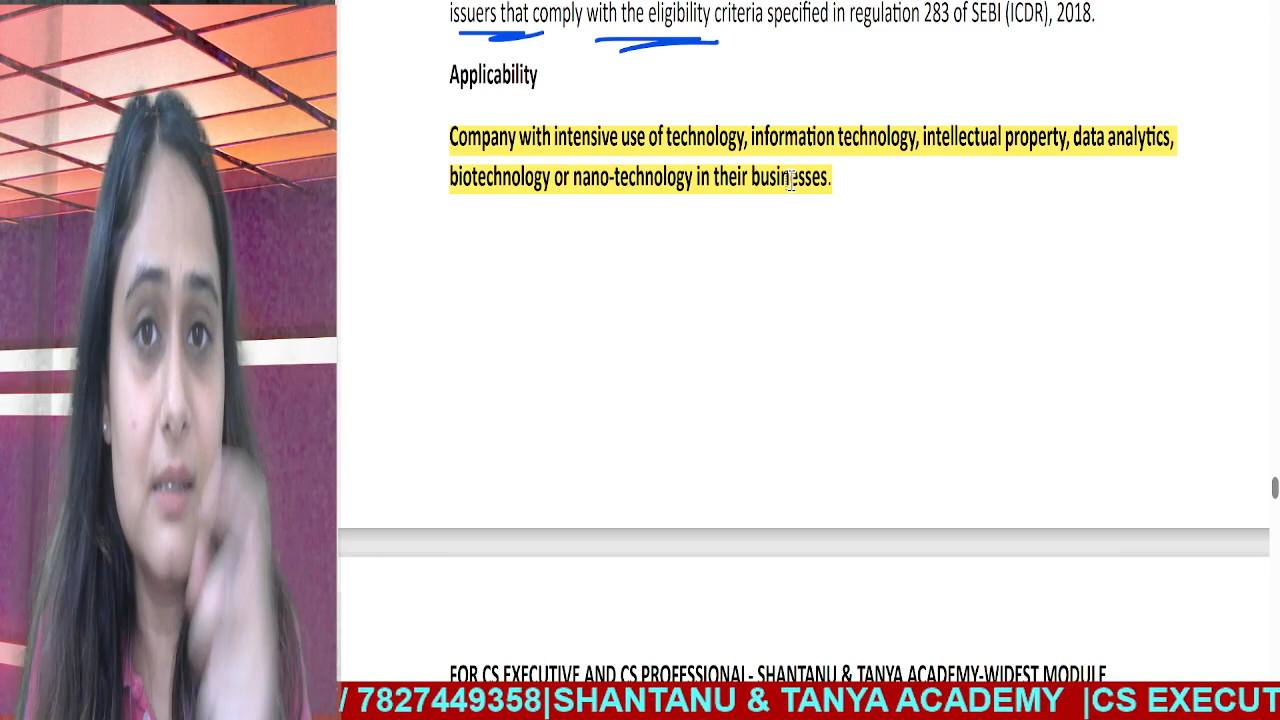 issuers that comply with the eligibility criteria specified in regulation 283 of SEBI (ICDR), 2018.
Applicability
Company with intensive use of technology, information technology, intellectual property, data analytics,
biotechnology or nano-technology in their businesses.
FOR CS EXECUTIVE AND CS PROFESSIONAL- SHANTANU & TANYA ACADEMY-WIDEST MODULE
/ 7827449358|SHANTANU & TANYA ACADEMY |CS EXECUT